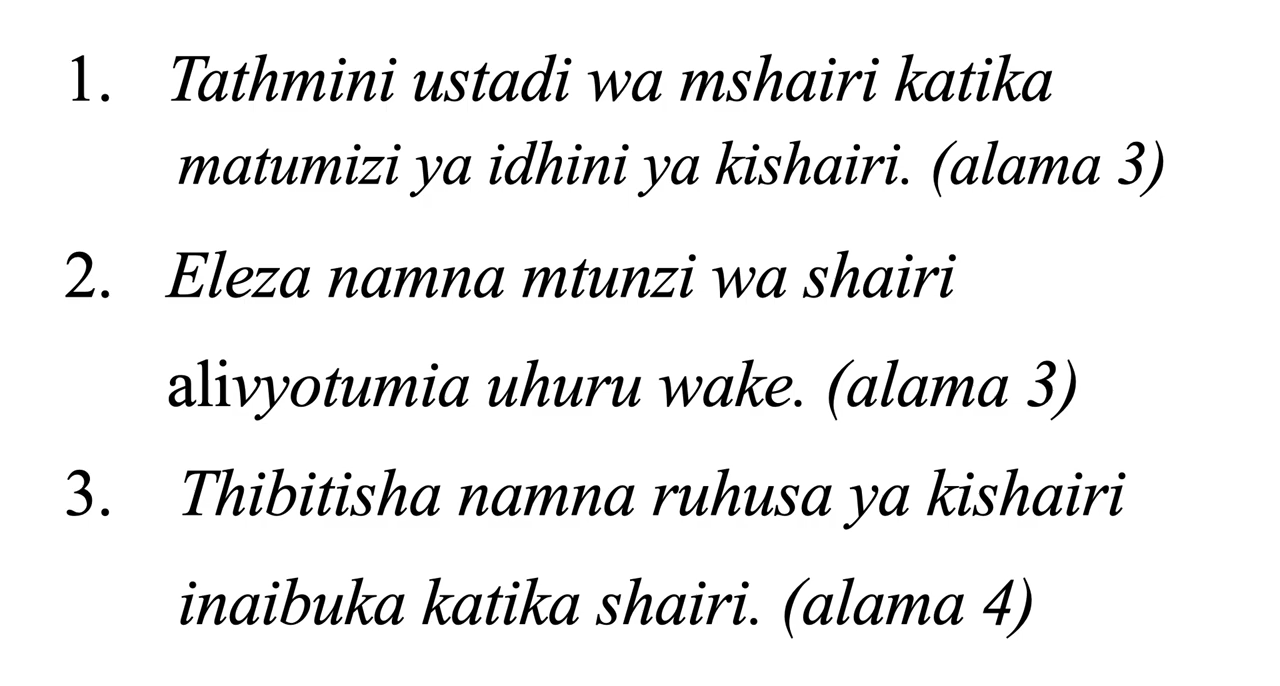 1. Tathmini ustadi wa mshairi katika
matumizi ya idhini ya kishairi. (alama 3)
2. Eleza namna mtunzi wa shairi
alivyotumia uhuru wake. (alama 3)
3. Thibitisha namna ruhusa ya kishairi
inaibuka katika shairi. (alama 4)